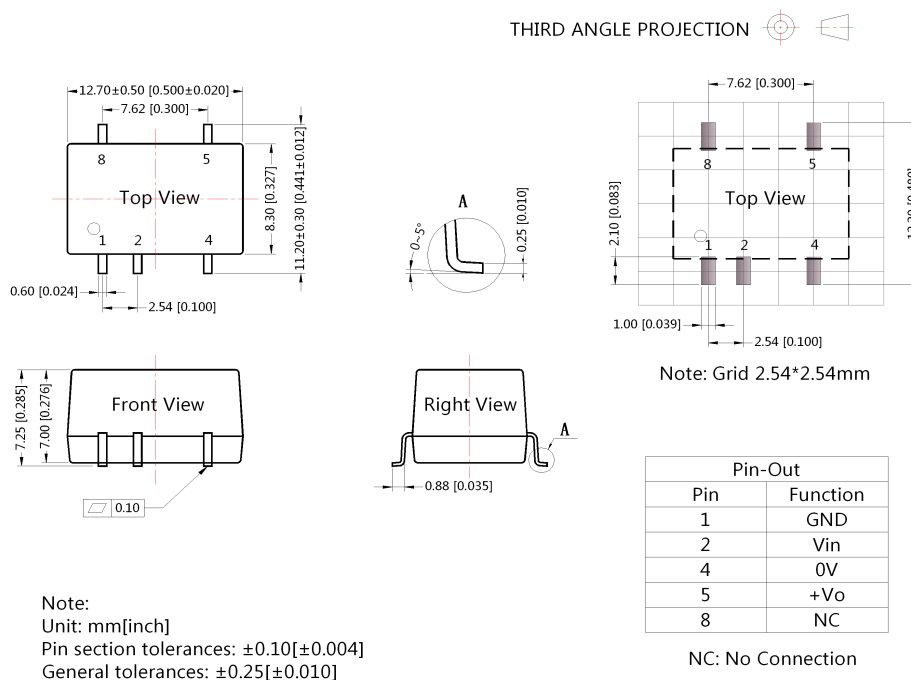 THIRD ANGLE PROJECTION
12.70±0.50 [0.500±0.020]
7.62 [0.300]
8
5
Top View
1
2
4
8.30 [0.327]
11.20±0.30 [0.441±0.012]
0.60 [0.024]
2.54 [0.100]
A
0~5°
0.25 [0.010]
7.62 [0.300]
8
5
Top View
1
2
4
2.10 [0.083]
1.00 [0.039]
2.54 [0.100]
Note: Grid 2.54*2.54mm
Front View
7.25 [0.285]
7.00 [0.276]
0.10
Right View
A
0.88 [0.035]
Pin-Out
Pin Function
1 GND
2 Vin
4 0V
5 +Vo
8 NC
NC: No Connection
Note:
Unit: mm[inch]
Pin section tolerances: ±0.10[±0.004]
General tolerances: ±0.25[±0.010]